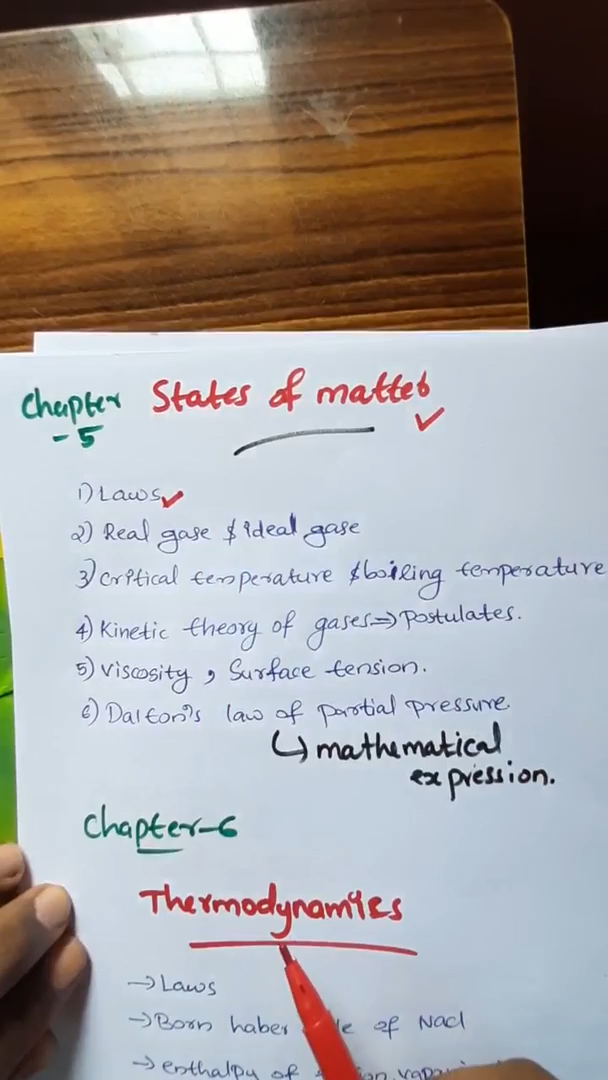 Chapter States of matter
-5
1) Laws
2) Real gase & ideal gase
3) Critical temperature & boiling temperature
4) Kinetic theory of gases => Postulates.
5) Viscosity, Surface tension.
6) Dalton's law of partial pressure
↳ mathematical
expression.
Chapter-6
Thermodynamics
→ Laws
→ Born haber of Nacl
→ enthalpy of